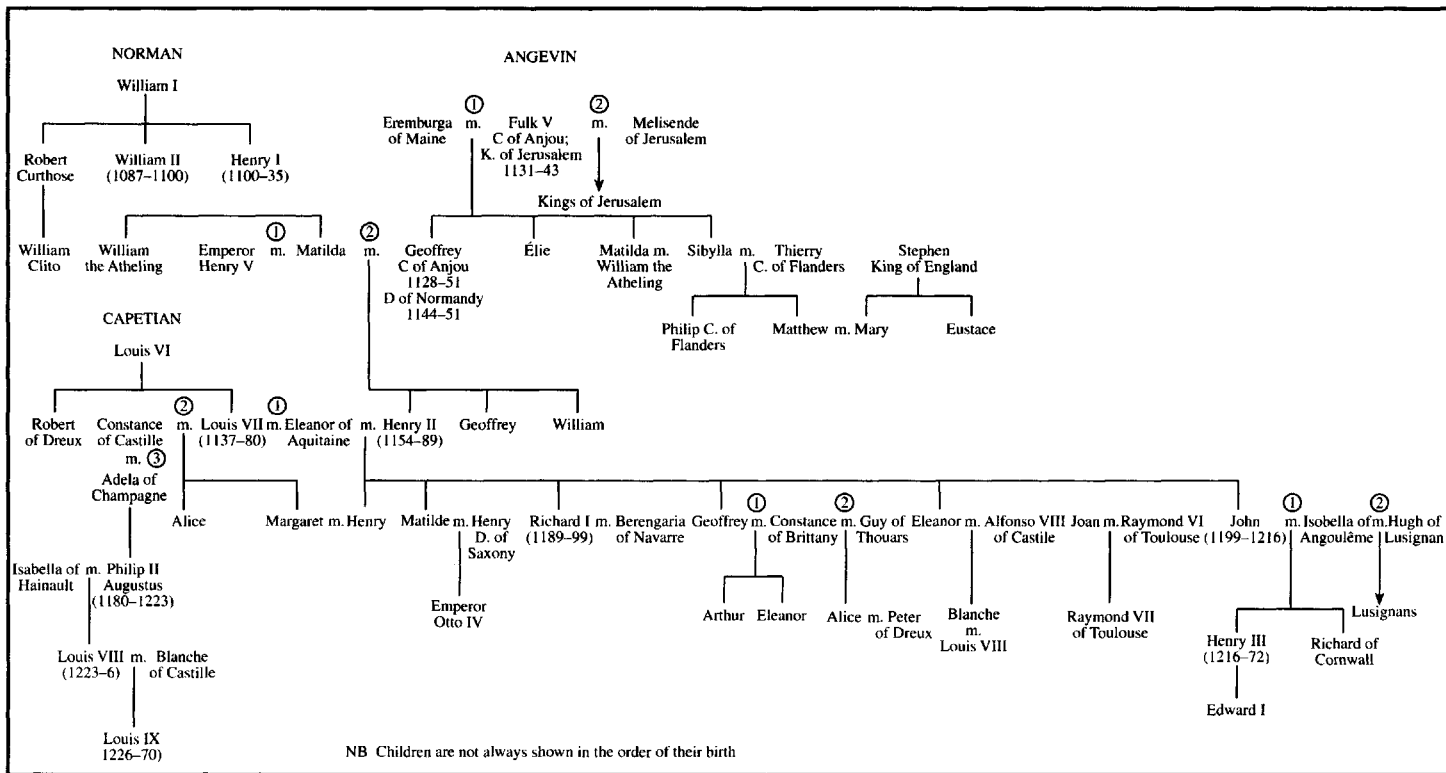 NORMAN
William I
Robert
Curthose
William II
(1087–1100)
Henry I
(1100–35)
William
Clito
William
the Atheling
Emperor
Henry V
① m.
Matilda
② m.
ANGEVIN
Eremburga
of Maine
① m.
Fulk V
C of Anjou;
K. of Jerusalem
1131–43
② m.
Melisende
of Jerusalem
Kings of Jerusalem
Geoffrey
C of Anjou
1128–51
D of Normandy
1144–51
Élie
Matilda m.
William the
Atheling
Sibylla m.
Thierry
C. of Flanders
Stephen
King of England
Philip C. of
Flanders
Matthew m. Mary
Eustace
CAPETIAN
Louis VI
Robert
of Dreux
Constance
of Castille
② m.
Louis VII
(1137–80)
① m.
Eleanor of
Aquitaine
m.
Henry II
(1154–89)
Geoffrey
William
m. ③
Adela of
Champagne
Alice
Margaret m. Henry
Matilde m. Henry
D. of
Saxony
Richard I m. Berengaria
(1189–99) of Navarre
Geoffrey
① m.
Constance
of Brittany
② m.
Guy of
Thouars
Eleanor m. Alfonso VIII
of Castile
Joan m. Raymond VI
of Toulouse
John
(1199–1216)
① m.
Isobella of
Angoulême
② m.
Hugh of
Lusignan
Isabella of m. Philip II
Hainault Augustus
(1180–1223)
Emperor
Otto IV
Arthur
Eleanor
Alice m. Peter
of Dreux
Blanche
m.
Louis VIII
Raymond VII
of Toulouse
Lusignans
Henry III
(1216–72)
Richard of
Cornwall
Louis VIII m. Blanche
(1223–6) of Castille
Edward I
Louis IX
1226–70)
NB Children are not always shown in the order of their birth